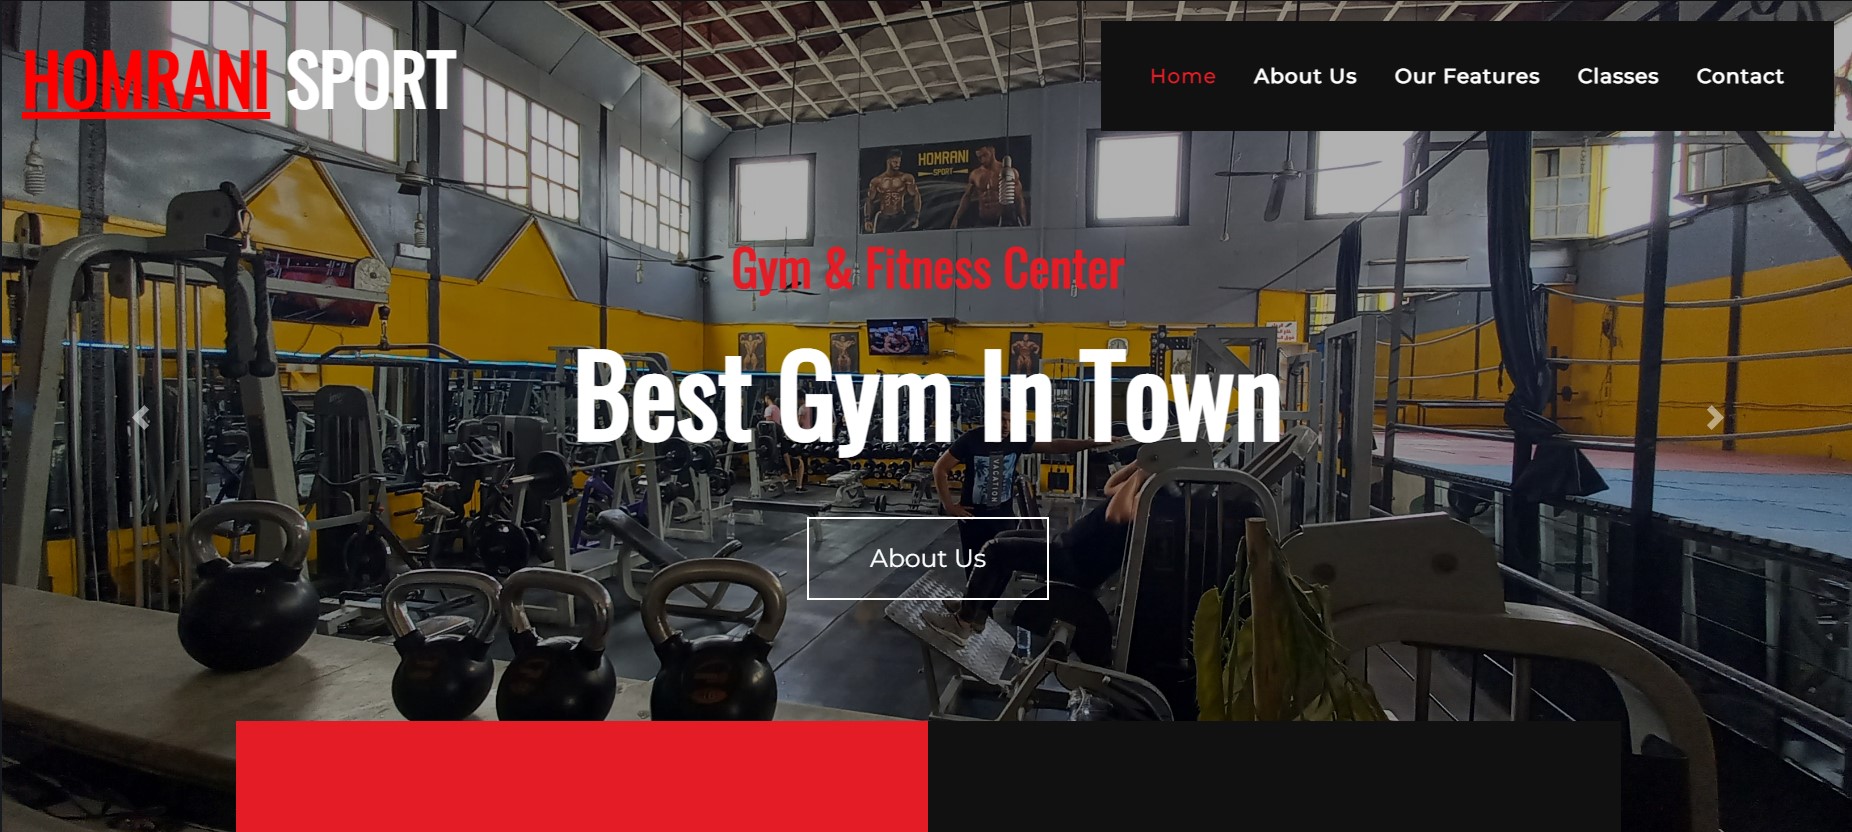 HOMRANI SPORT
Home About Us Our Features Classes Contact
HOMRANI
SPORT
Gym & Fitness Center
Best Gym In Town
VACATION
About Us